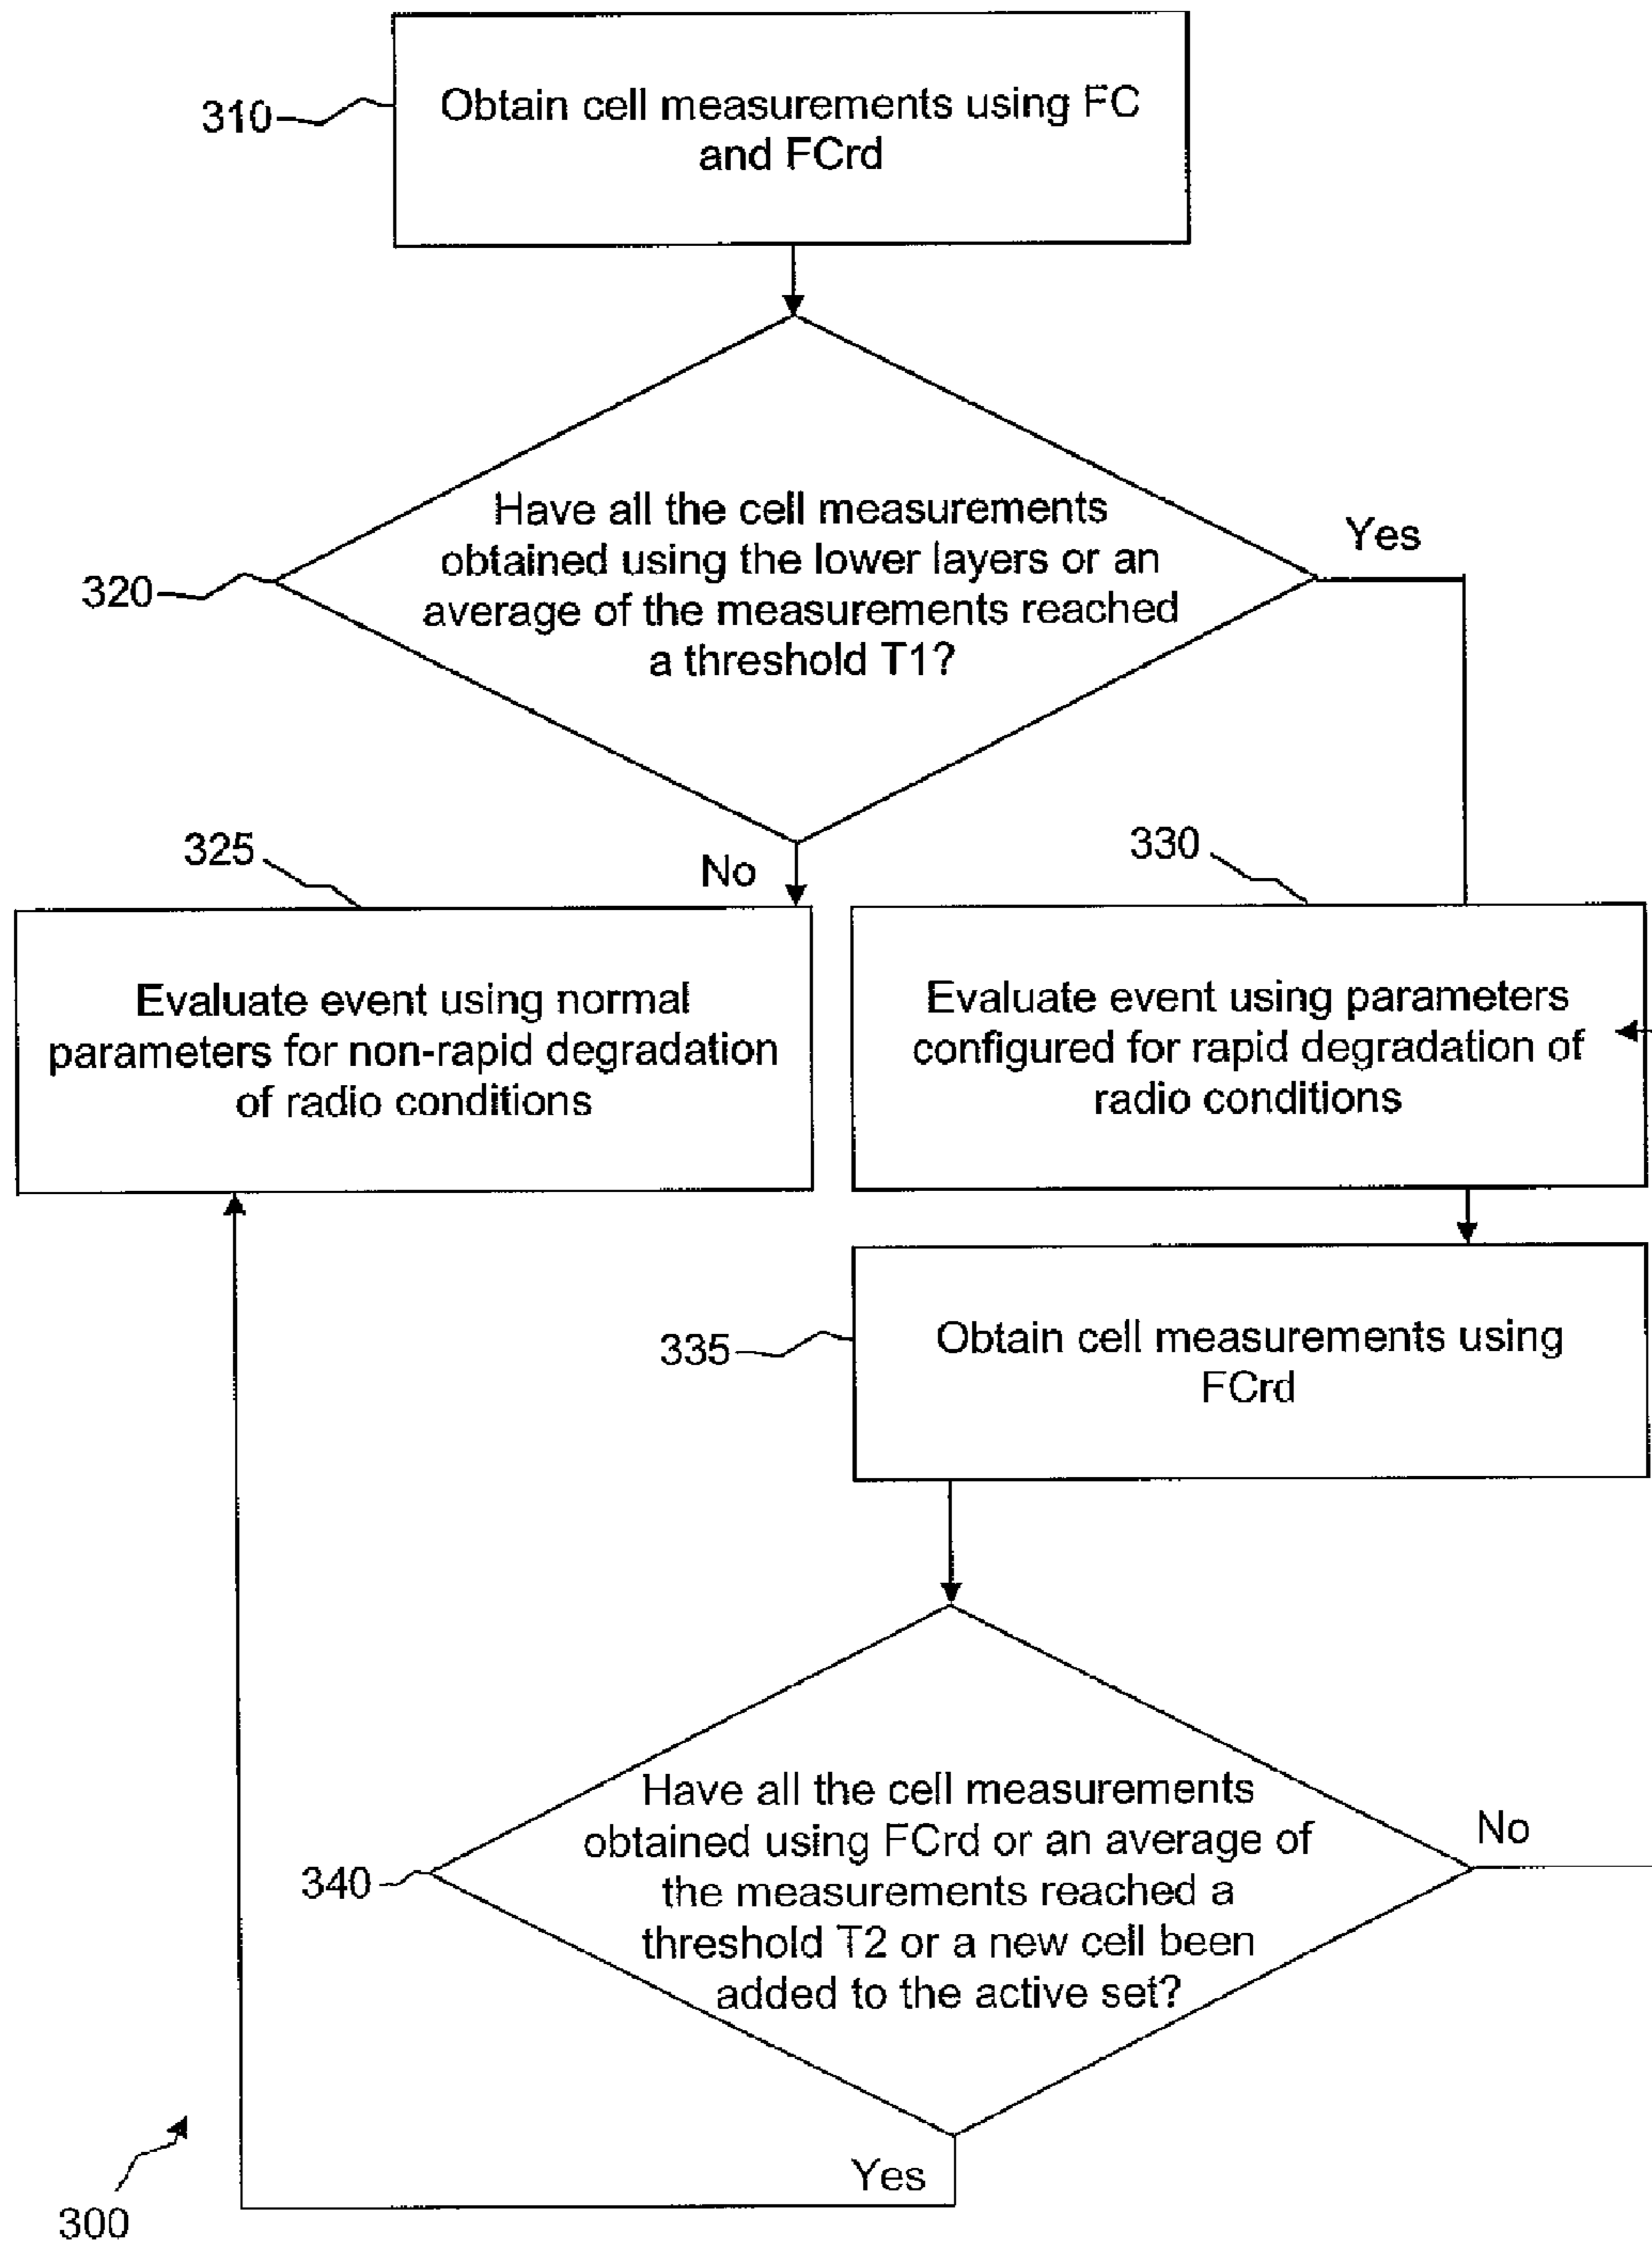 310
Obtain cell measurements using FC
and FCrd
320
Have all the cell measurements
obtained using the lower layers or an
average of the measurements reached
a threshold T1?
Yes
No
325
Evaluate event using normal
parameters for non-rapid degradation
of radio conditions
330
Evaluate event using parameters
configured for rapid degradation of
radio conditions
335
Obtain cell measurements using
FCrd
340
Have all the cell measurements
obtained using FCrd or an average of
the measurements reached a
threshold T2 or a new cell been
added to the active set?
No
Yes
300